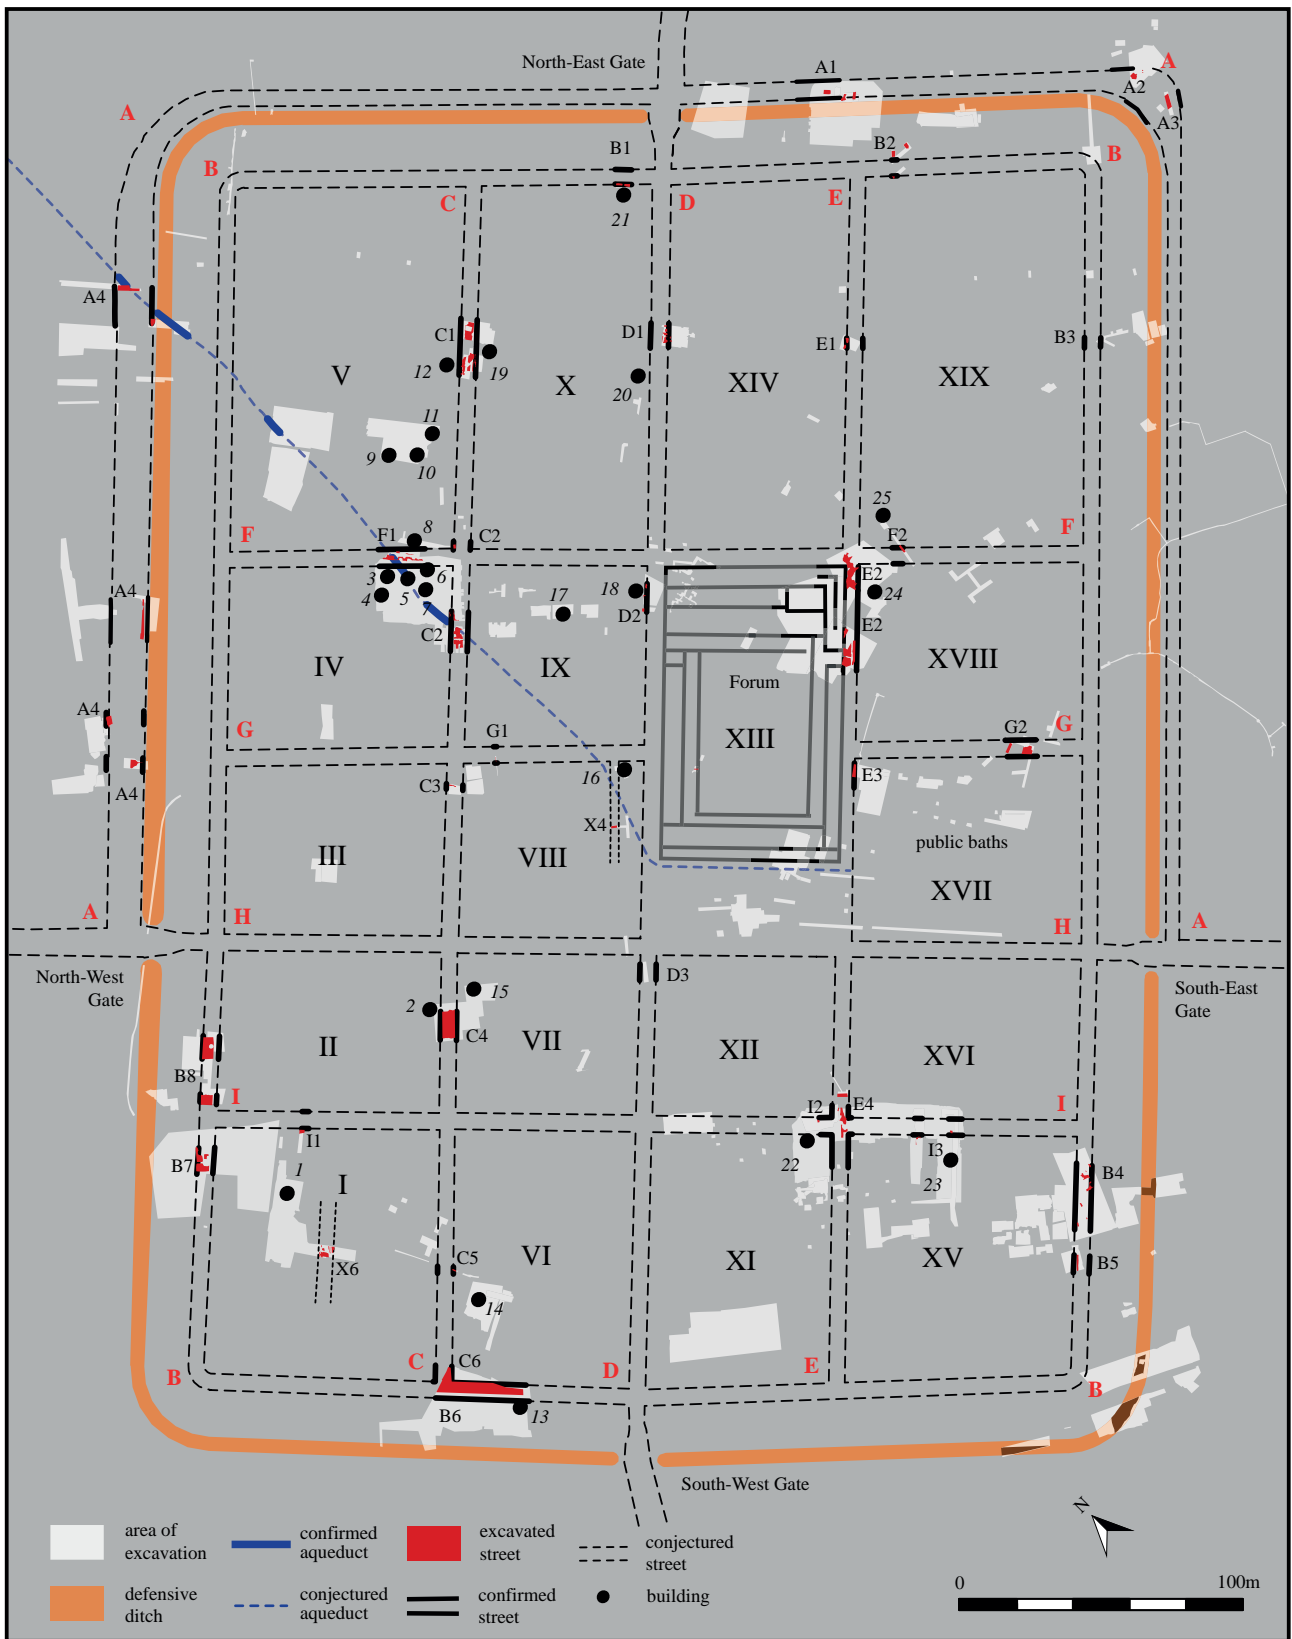 North-East Gate
A1
A
A2
A
A3
B1
B2
B
B
C
D
E
21
A4
C1
D1
E1
B3
12
19
V
X
XIV
XIX
20
11
9
10
25
F
F1
8
C2
F2
F
3
6
E2
4
5
7
17
18
24
A4
C2
D2
E2
IV
IX
XVIII
Forum
A4
G
G1
XIII
G2
G
A4
C3
16
E3
X4
public baths
III
VIII
XVII
A
H
H
A
North-West
Gate
D3
South-East
Gate
2
15
C4
II
VII
XII
XVI
B8
I
I2
E4
I
I1
22
I3
B7
1
I
23
B4
X6
C5
VI
XI
XV
B5
14
C
C6
D
E
B
B
B6
13
South-West Gate
N
area of
excavation
confirmed
aqueduct
excavated
street
conjectured
street
defensive
ditch
conjectured
aqueduct
confirmed
street
building
0
100m